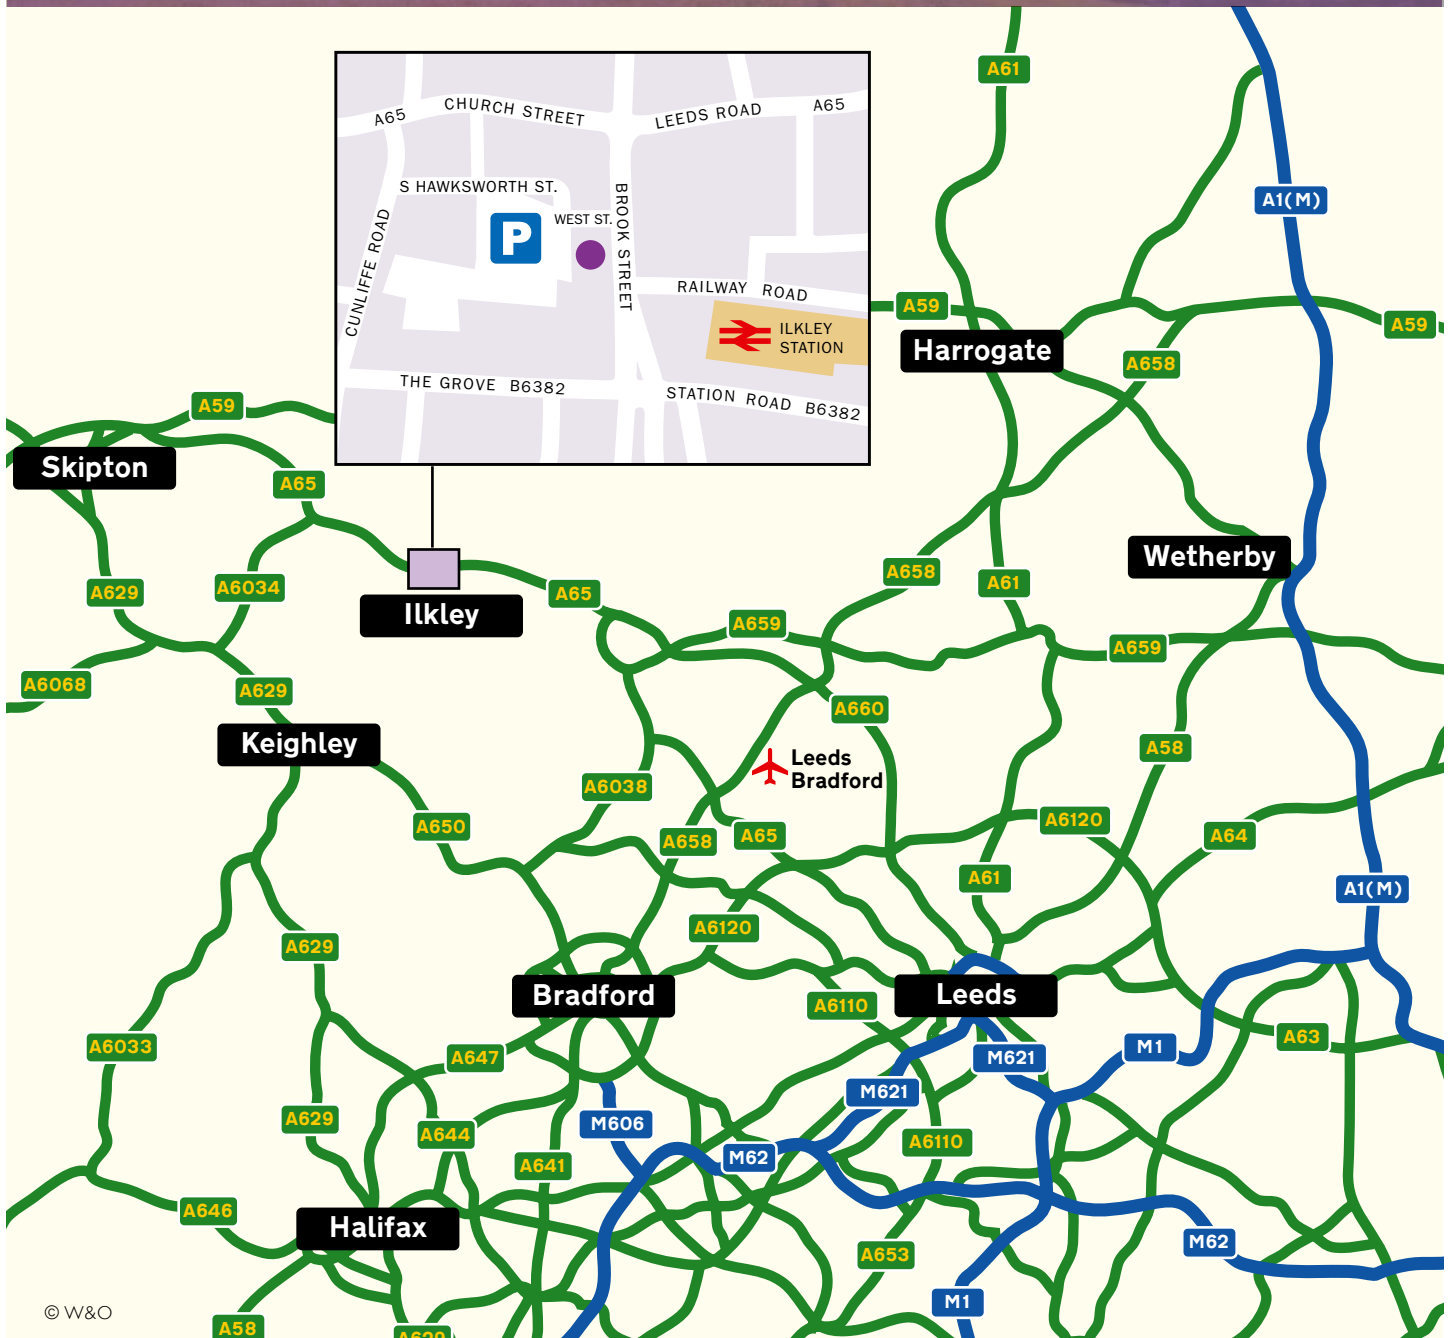 A61
A1(M)
A65
CHURCH STREET
LEEDS ROAD
A65
S HAWKSWORTH ST.
P
WEST ST.
BROOK STREET
CUNLIFFE ROAD
RAILWAY ROAD
ILKLEY
STATION
THE GROVE B6382
STATION ROAD B6382
A59
A59
Harrogate
A658
A59
Skipton
A65
Wetherby
A658
A61
A629
A6034
A65
Ilkley
A659
A659
A6068
A629
A660
Keighley
A58
Leeds
Bradford
A6038
A650
A658
A65
A6120
A64
A61
A1(M)
A629
A6120
Bradford
Leeds
A6110
A6033
A647
M621
M1
A63
M621
A629
A644
M606
A6110
A641
M62
A646
Halifax
A653
M62
M1
© W&O
A58
A629